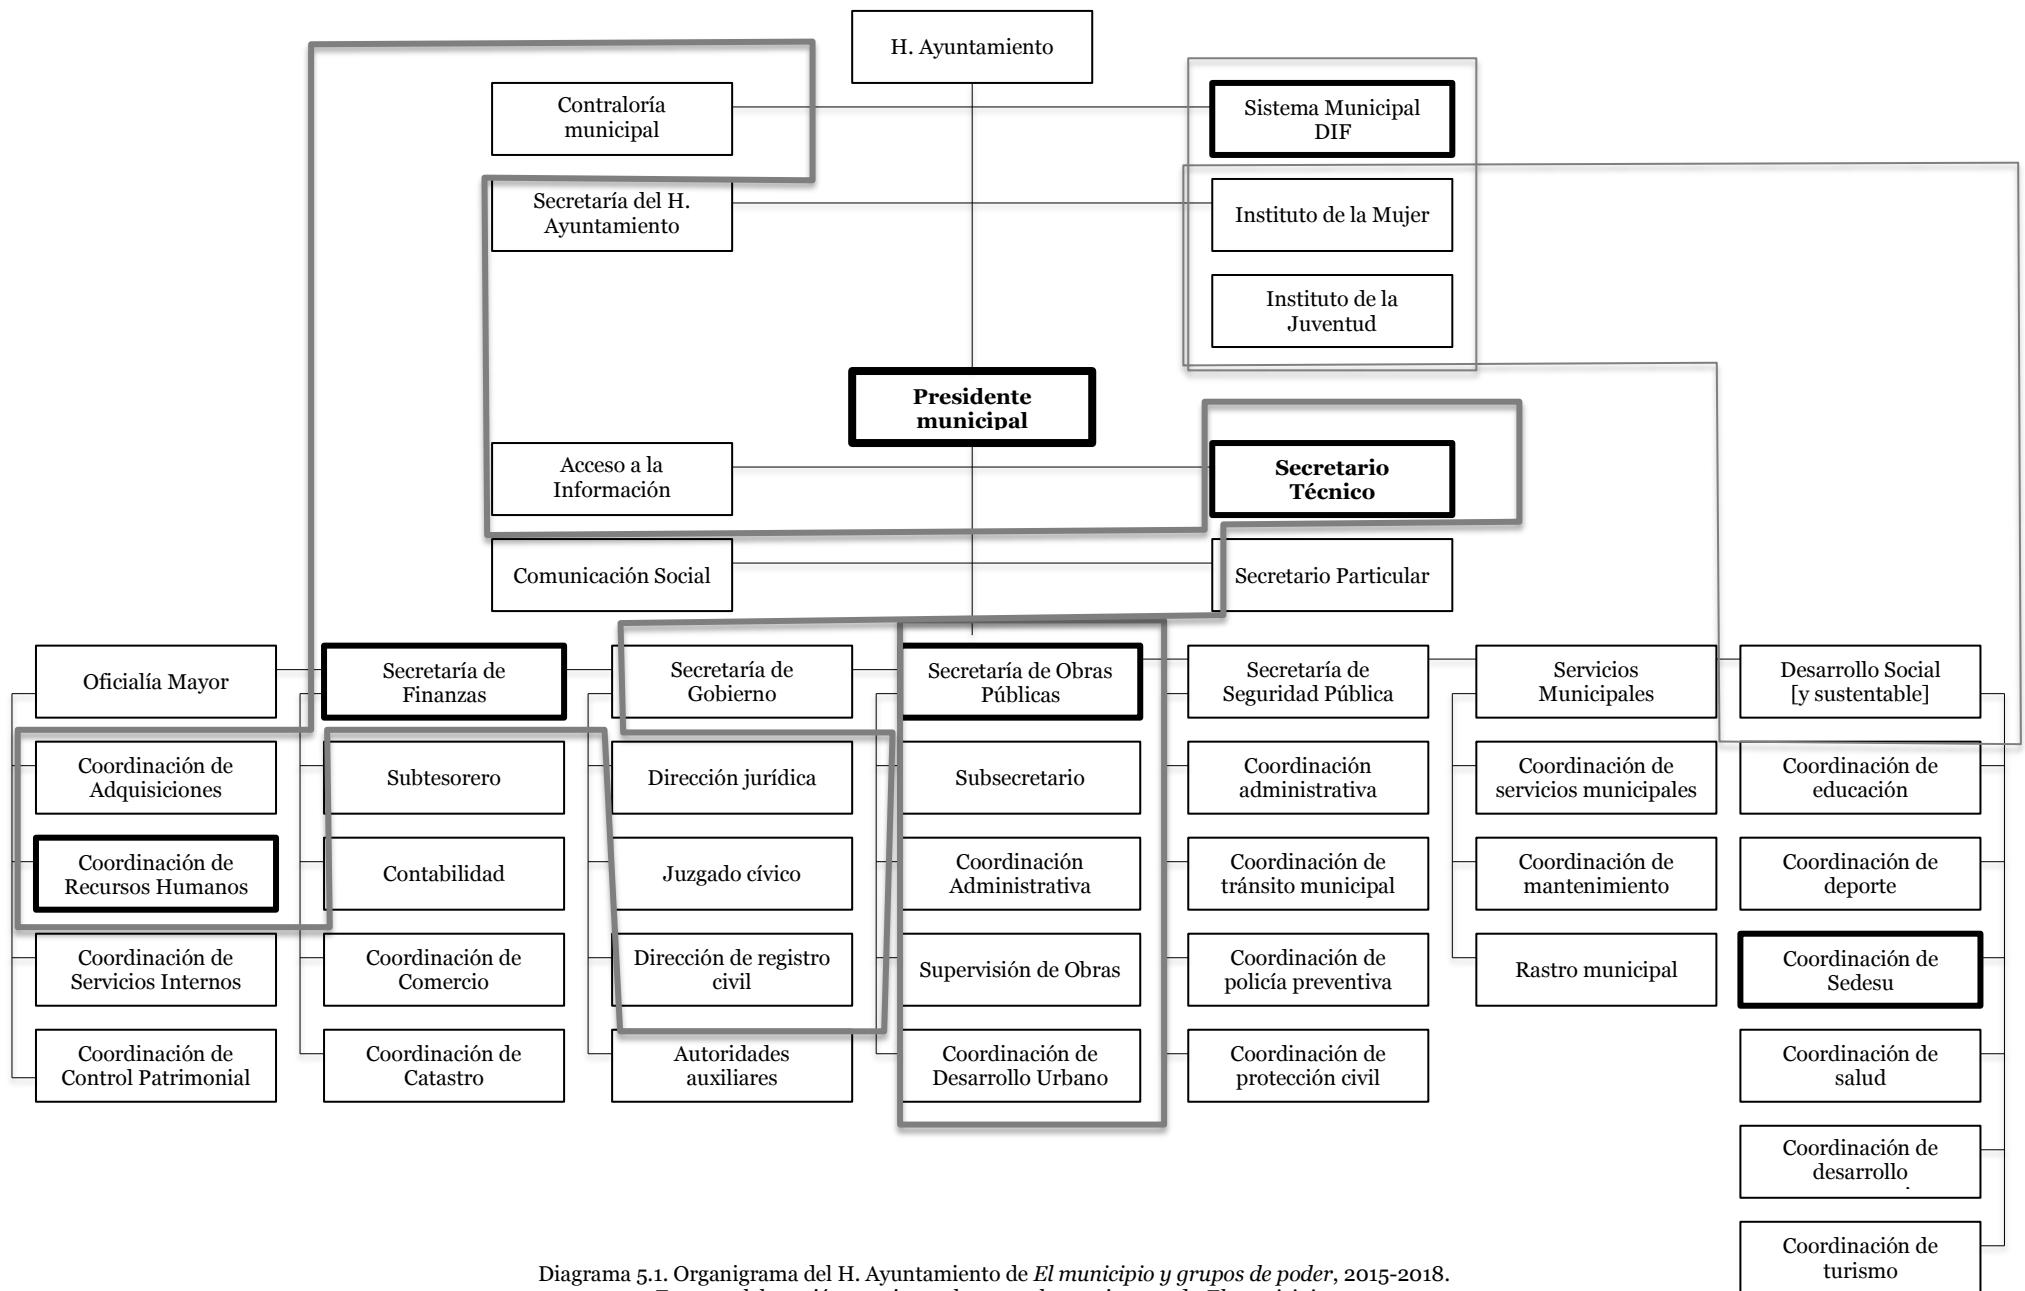 H. Ayuntamiento
Contraloría
municipal
Sistema Municipal
DIF
Secretaría del H.
Ayuntamiento
Instituto de la Mujer
Instituto de la
Juventud
Presidente
municipal
Acceso a la
Información
Secretario
Técnico
Comunicación Social
Secretario Particular
Oficialía Mayor
Coordinación de
Adquisiciones
Coordinación de
Recursos Humanos
Coordinación de
Servicios Internos
Coordinación de
Control Patrimonial
Secretaría de
Finanzas
Subtesorero
Contabilidad
Coordinación de
Comercio
Coordinación de
Catastro
Secretaría de
Gobierno
Dirección jurídica
Juzgado cívico
Dirección de registro
civil
Autoridades
auxiliares
Secretaría de Obras
Públicas
Subsecretario
Coordinación
Administrativa
Supervisión de Obras
Coordinación de
Desarrollo Urbano
Secretaría de
Seguridad Pública
Coordinación
administrativa
Coordinación de
tránsito municipal
Coordinación de
policía preventiva
Coordinación de
protección civil
Servicios
Municipales
Coordinación de
servicios municipales
Coordinación de
mantenimiento
Rastro municipal
Desarrollo Social
[y sustentable]
Coordinación de
educación
Coordinación de
deporte
Coordinación de
Sedesu
Coordinación de
salud
Coordinación de
desarrollo
Coordinación de
turismo
Diagrama 5.1. Organigrama del H. Ayuntamiento de El municipio y grupos de poder, 2015-2018.